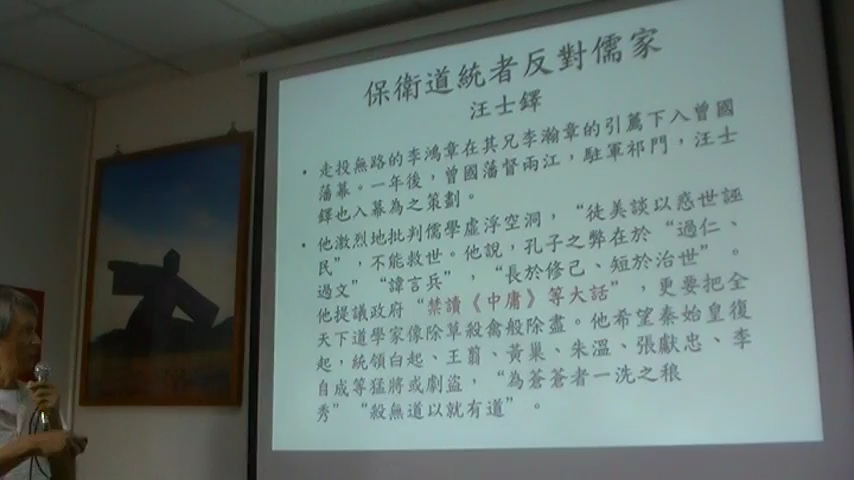 保衛道統者反對儒家
汪士鐸
• 走投無路的李鴻章在其兄李瀚章的引薦下入曾國
藩幕。一年後，曾國藩督兩江，駐軍祁門，汪士
鐸也入幕為之策劃。
• 他激烈地批判儒學虛浮空洞，“徒美談以惑世誣
民”，不能救世。他說，孔子之弊在於“過仁、
過文”“諱言兵”，“長於修己、短於治世”。
他提議政府“禁讀《中庸》等大話”，更要把全
天下道學家像除草殺禽般除盡。他希望秦始皇復
起，統領白起、王翦、黃巢、朱溫、張獻忠、李
自成等猛將或劇盜，“為蒼蒼者一洗之稂
秀”“殺無道以就有道”。